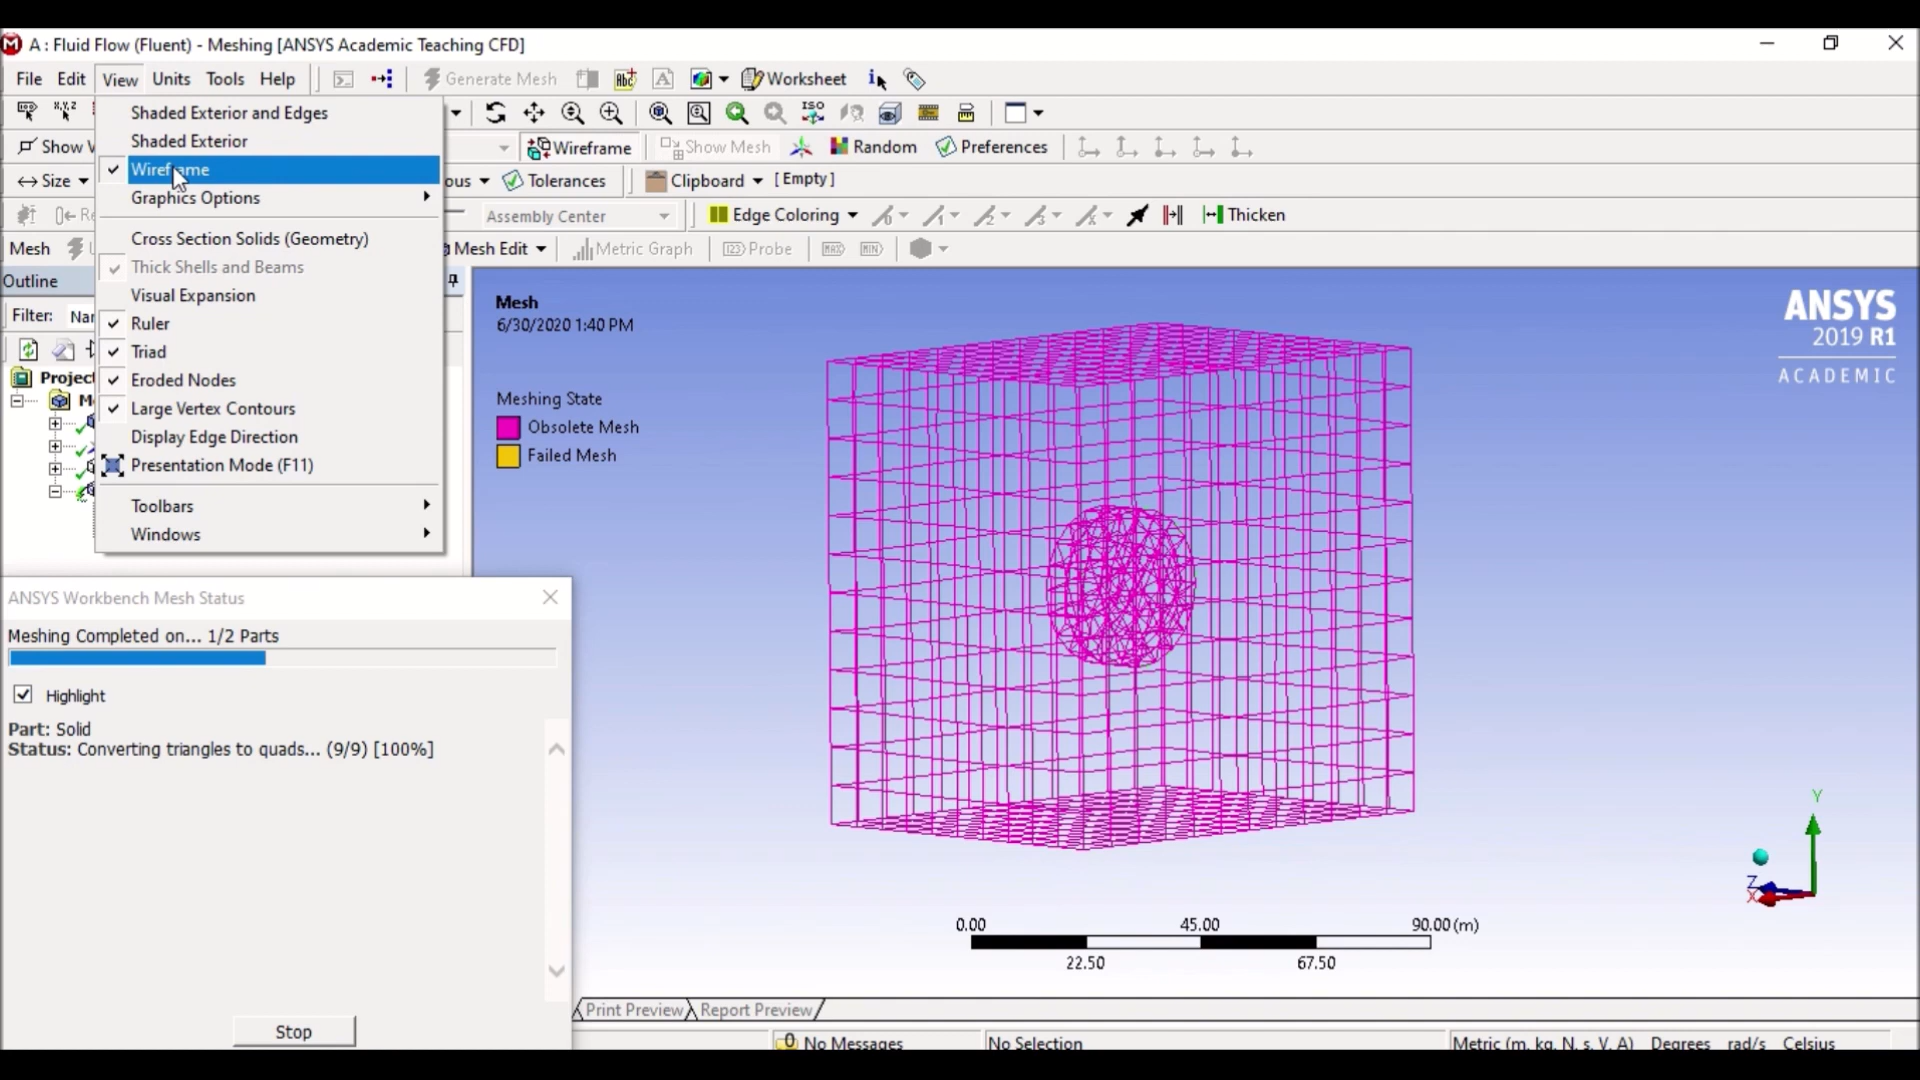 A : Fluid Flow (Fluent) - Meshing [ANSYS Academic Teaching CFD]
File Edit View Units Tools Help Generate Mesh Worksheet
ISO
Show Wireframe Show Mesh Random Preferences
Size Tolerances Clipboard [Empty]
Assembly Center Edge Coloring Thicken
Mesh Mesh Edit Metric Graph Probe MAX MIN
Shaded Exterior and Edges
Shaded Exterior
Wireframe
Graphics Options
Cross Section Solids (Geometry)
Thick Shells and Beams
Visual Expansion
Ruler
Triad
Eroded Nodes
Large Vertex Contours
Display Edge Direction
Presentation Mode (F11)
Toolbars
Windows
Outline
Filter:
ANSYS Workbench Mesh Status
Meshing Completed on... 1/2 Parts
Highlight
Part: Solid
Status: Converting triangles to quads... (9/9) [100%]
Stop
Mesh
6/30/2020 1:40 PM
Meshing State
Obsolete Mesh
Failed Mesh
ANSYS
2019 R1
ACADEMIC
Y
Z
X
0.00 45.00 90.00 (m)
22.50 67.50
Print Preview Report Preview
0 No Messages No Selection Metric (m, kg, N, s, V, A) Degrees rad/s Celsius